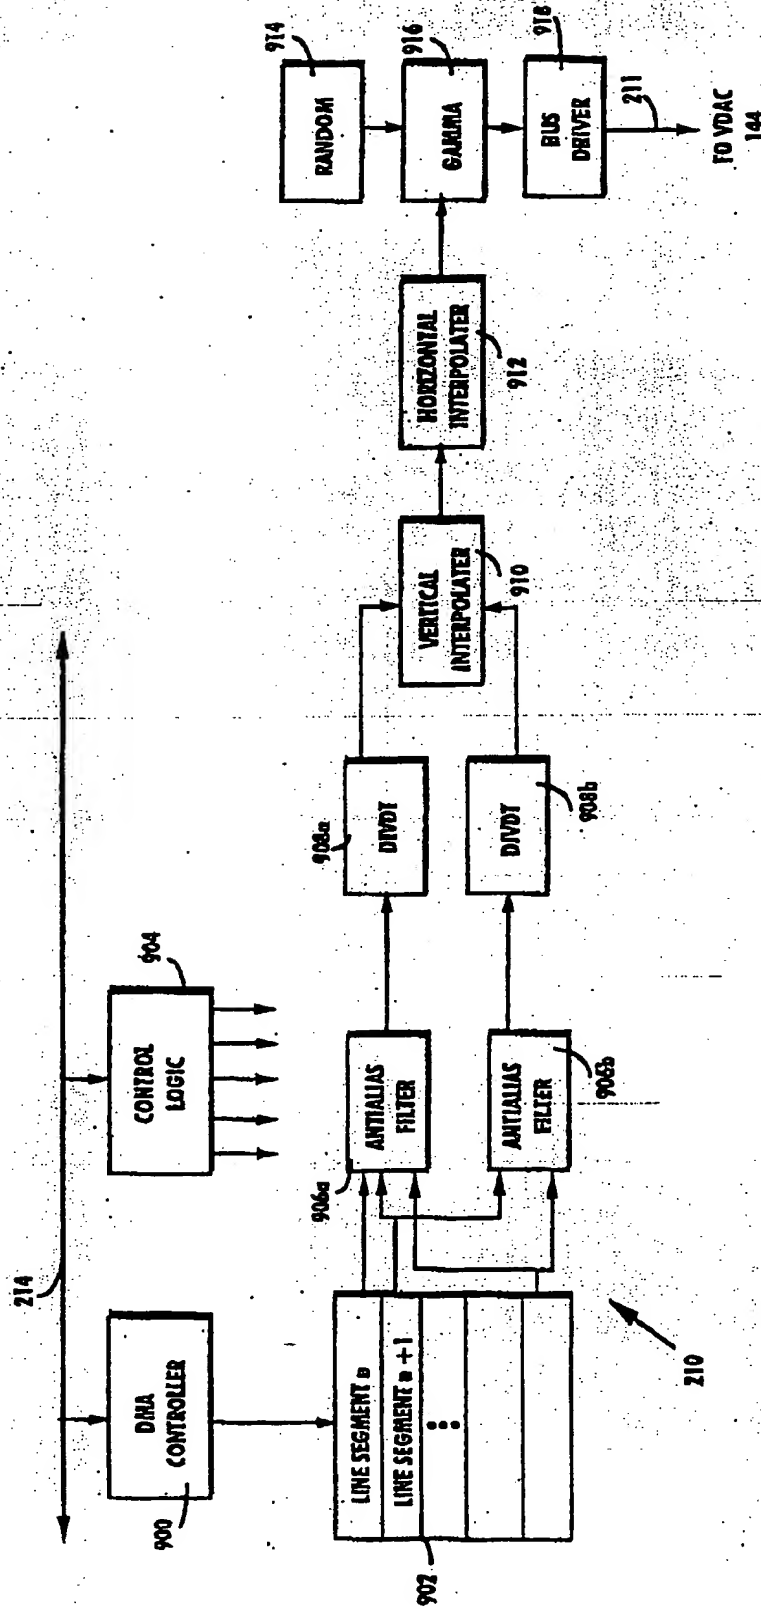 214
DMA
CONTROLLER
900
CONTROL
LOGIC
904
LINE SEGMENT n
LINE SEGMENT n + 1
902
906a
ANTIALIAS
FILTER
ANTIALIAS
FILTER
906b
908a
DIVDT
DIVDT
908b
VERTICAL
INTERPOLATER
910
HORIZONTAL
INTERPOLATER
912
RANDOM
914
GAMMA
916
BUS
DRIVER
918
211
TO VDAC
144
210